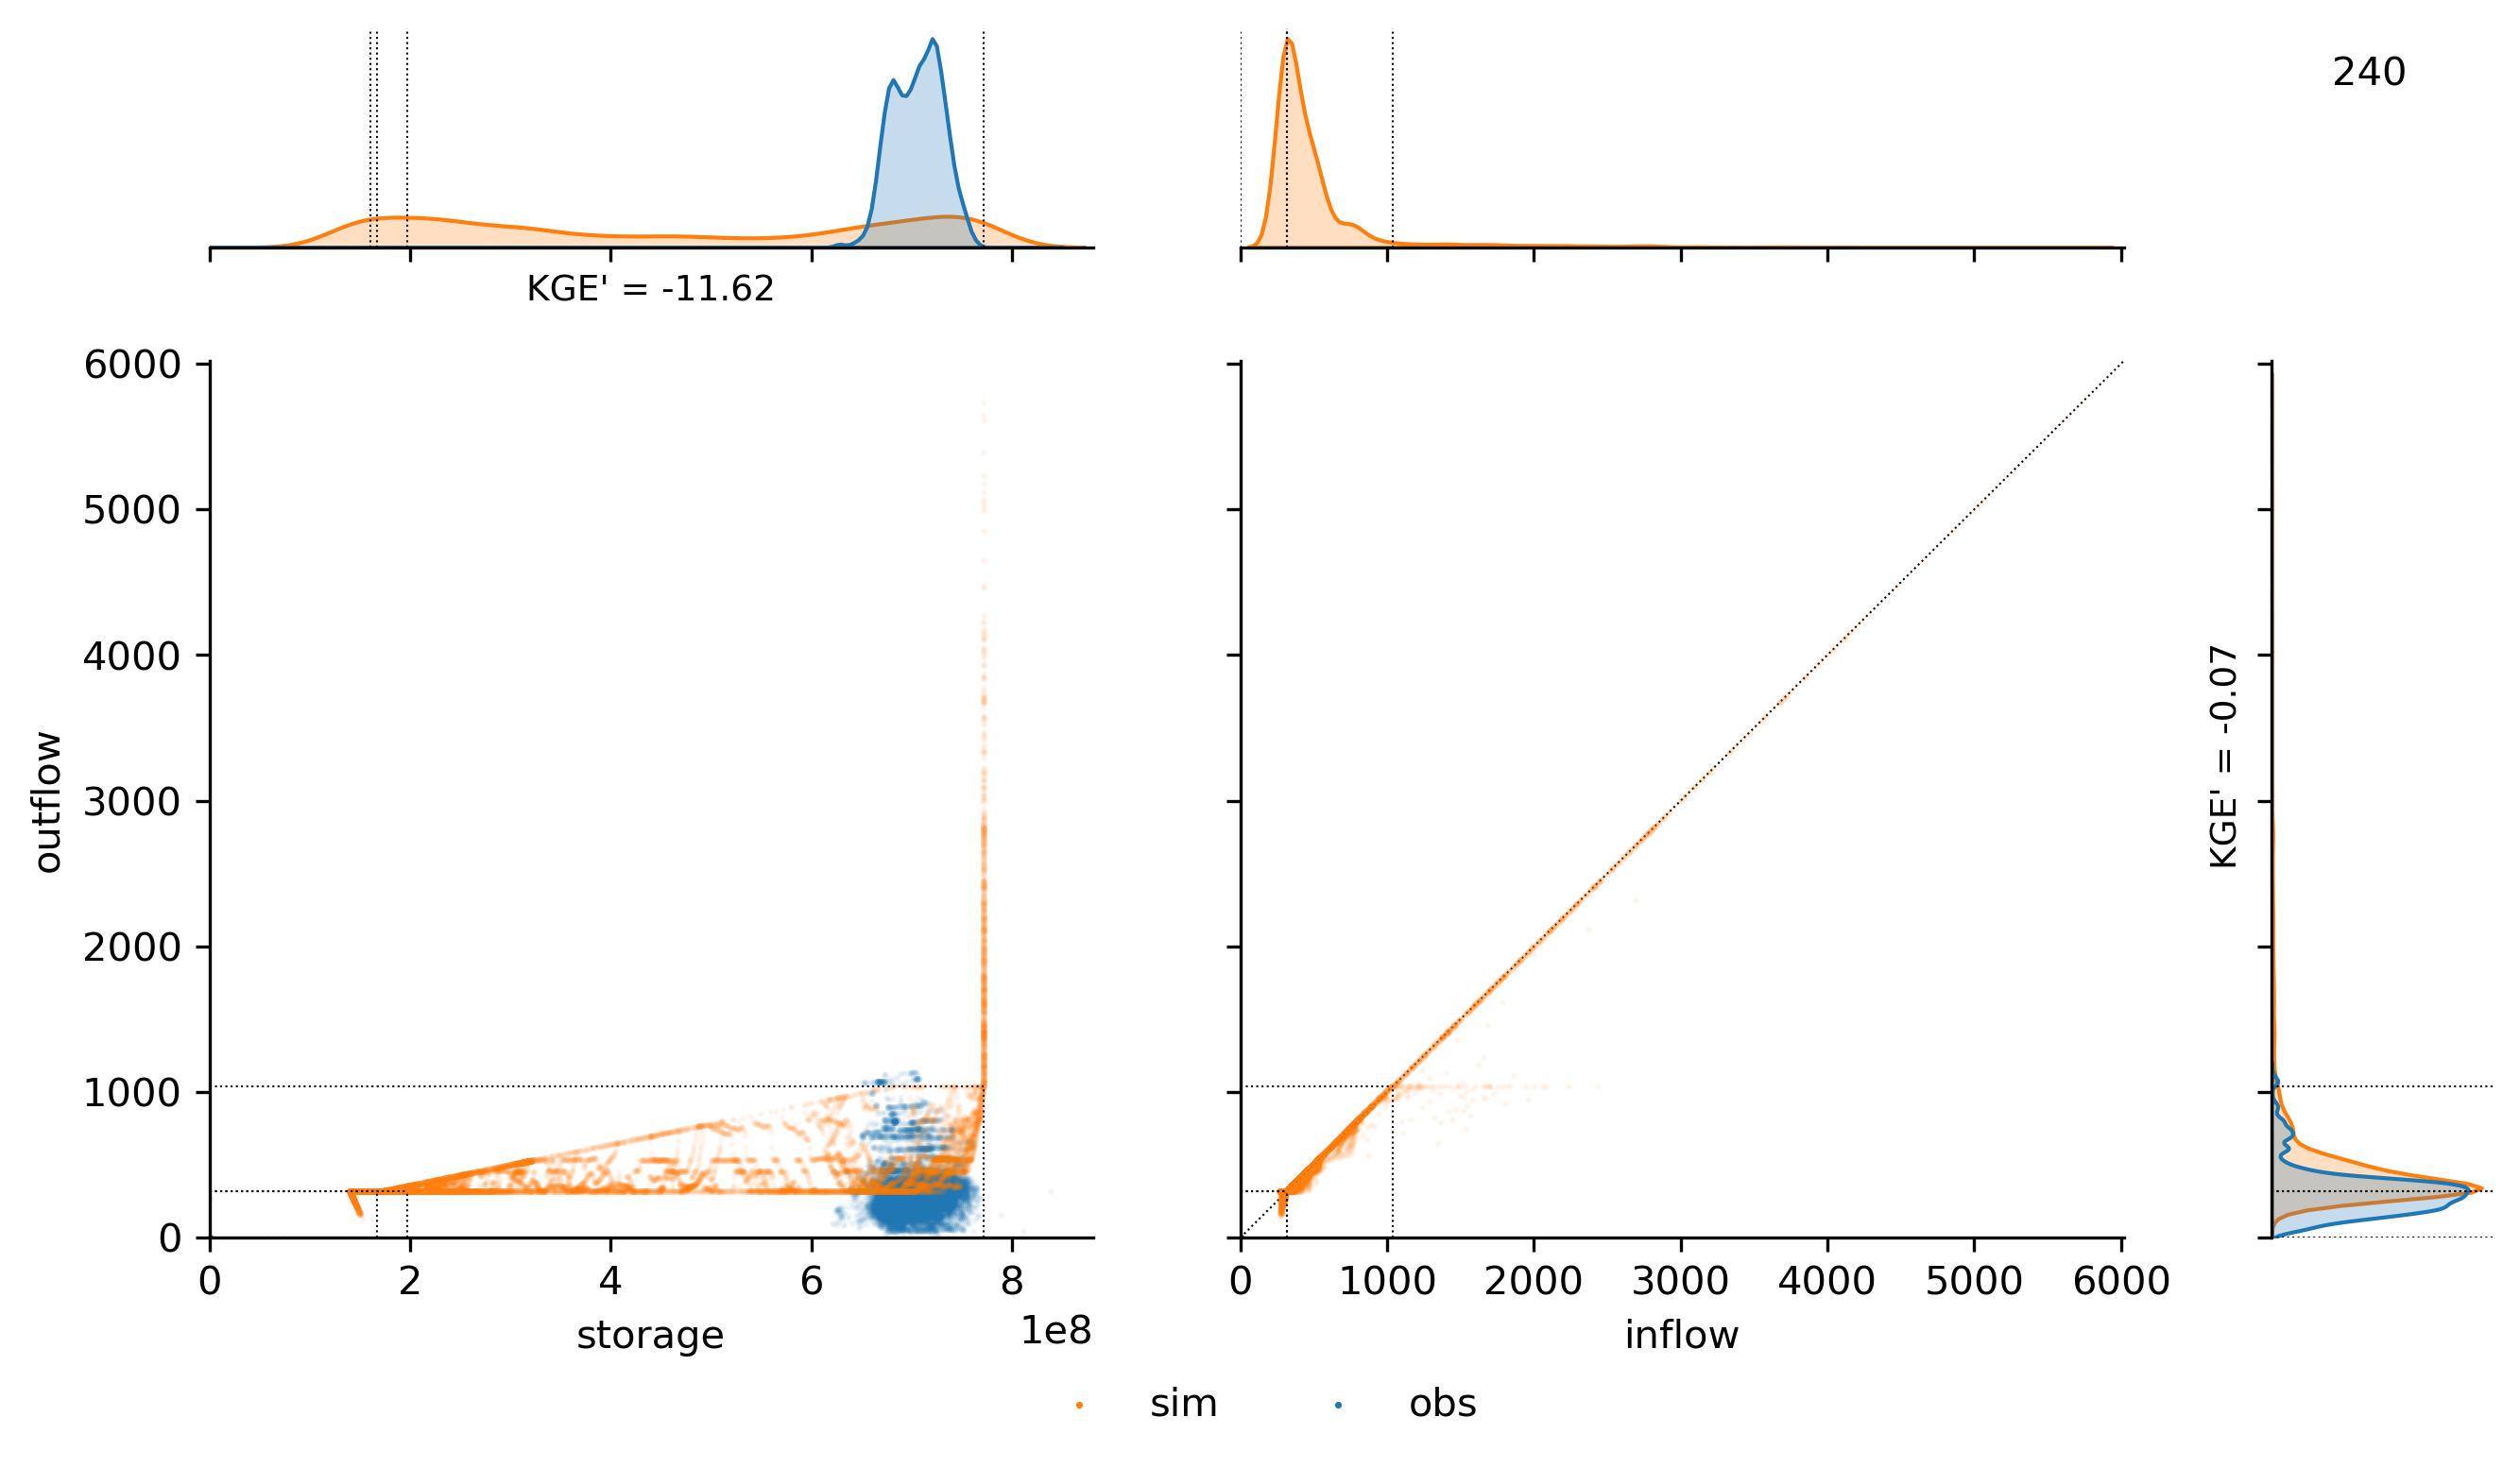 240
KGE' = -11.62
6000
5000
4000
3000
2000
1000
0
outflow
KGE' = -0.07
0 2 4 6 8
0 1000 2000 3000 4000 5000 6000
1e8
storage
inflow
sim obs